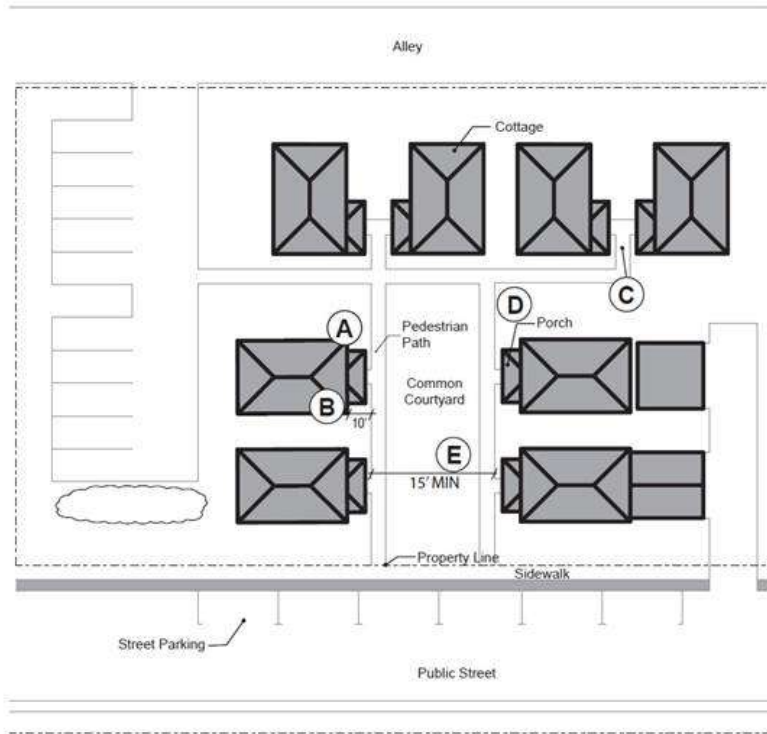 Alley
Cottage
C
A
D
Pedestrian
Path
Porch
Common
Courtyard
B
10'
E
15' MIN
Property Line
Sidewalk
Street Parking
Public Street